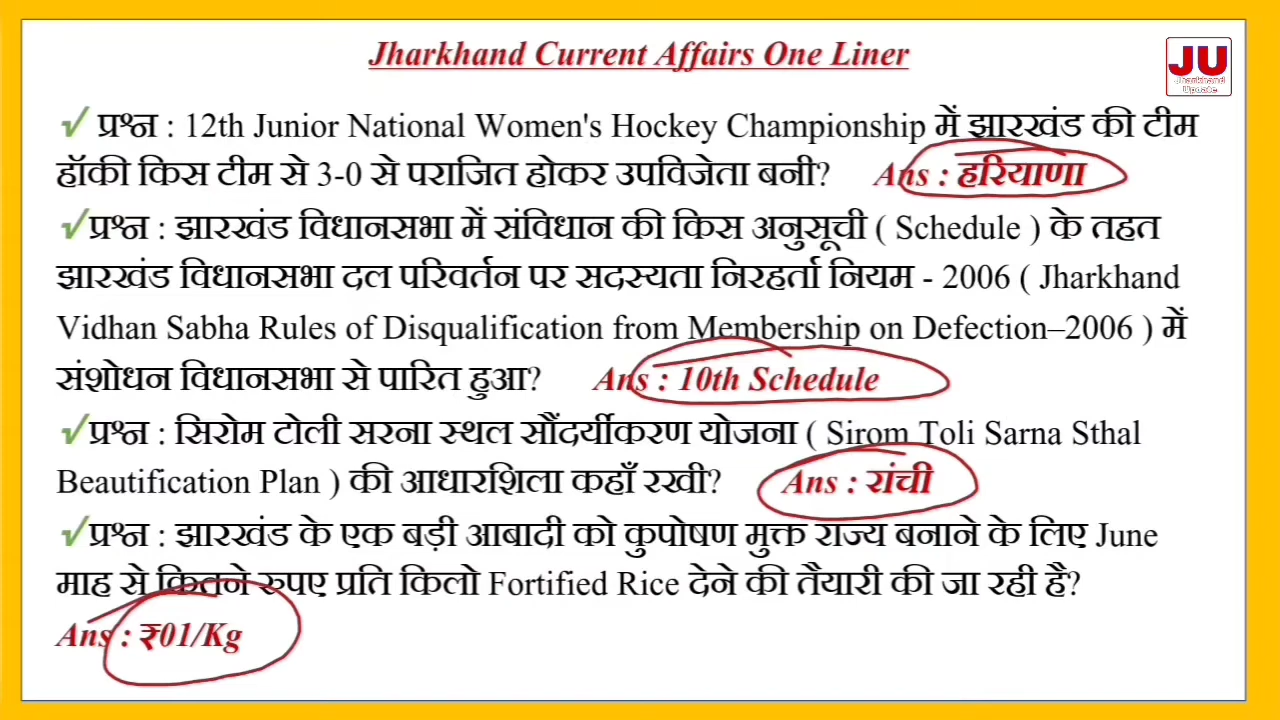 Jharkhand Current Affairs One Liner
JU
Jharkhand
Update
प्रश्न : 12th Junior National Women's Hockey Championship में झारखंड की टीम
हॉकी किस टीम से 3-0 से पराजित होकर उपविजेता बनी? Ans : हरियाणा
प्रश्न : झारखंड विधानसभा में संविधान की किस अनुसूची ( Schedule ) के तहत
झारखंड विधानसभा दल परिवर्तन पर सदस्यता निरहर्ता नियम - 2006 ( Jharkhand
Vidhan Sabha Rules of Disqualification from Membership on Defection–2006 ) में
संशोधन विधानसभा से पारित हुआ? Ans : 10th Schedule
प्रश्न : सिरोम टोली सरना स्थल सौंदर्यीकरण योजना ( Sirom Toli Sarna Sthal
Beautification Plan ) की आधारशिला कहाँ रखी? Ans : रांची
प्रश्न : झारखंड के एक बड़ी आबादी को कुपोषण मुक्त राज्य बनाने के लिए June
माह से कितने रुपए प्रति किलो Fortified Rice देने की तैयारी की जा रही है?
Ans : ₹01/Kg